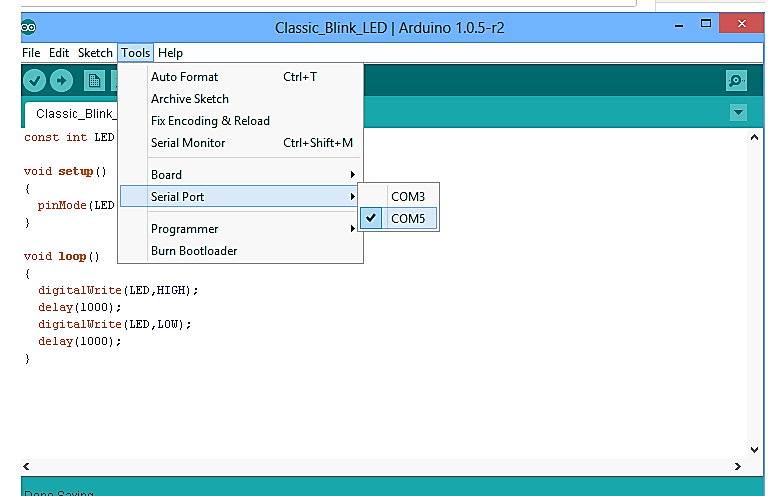 Classic_Blink_LED | Arduino 1.0.5-r2
File Edit Sketch Tools Help
Auto Format Ctrl+T
Archive Sketch
Fix Encoding & Reload
Serial Monitor Ctrl+Shift+M
Board
Serial Port
COM3
COM5
Programmer
Burn Bootloader
Classic_Blink_
const int LED
void setup()
{
pinMode(LED
}
void loop()
{
digitalWrite(LED,HIGH);
delay(1000);
digitalWrite(LED,LOW);
delay(1000);
}
Done Saving